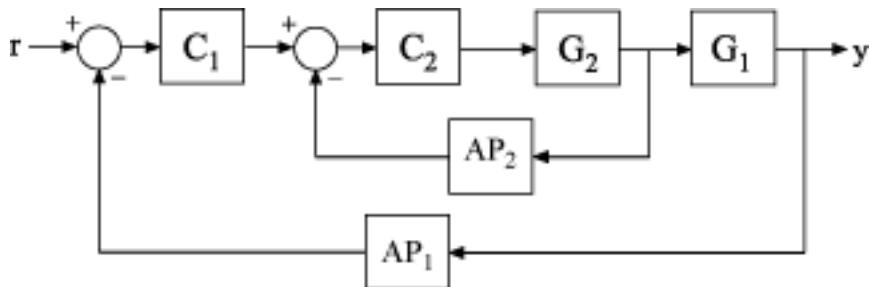 r + − C₁ + − C₂ G₂ G₁ y
AP₂
AP₁